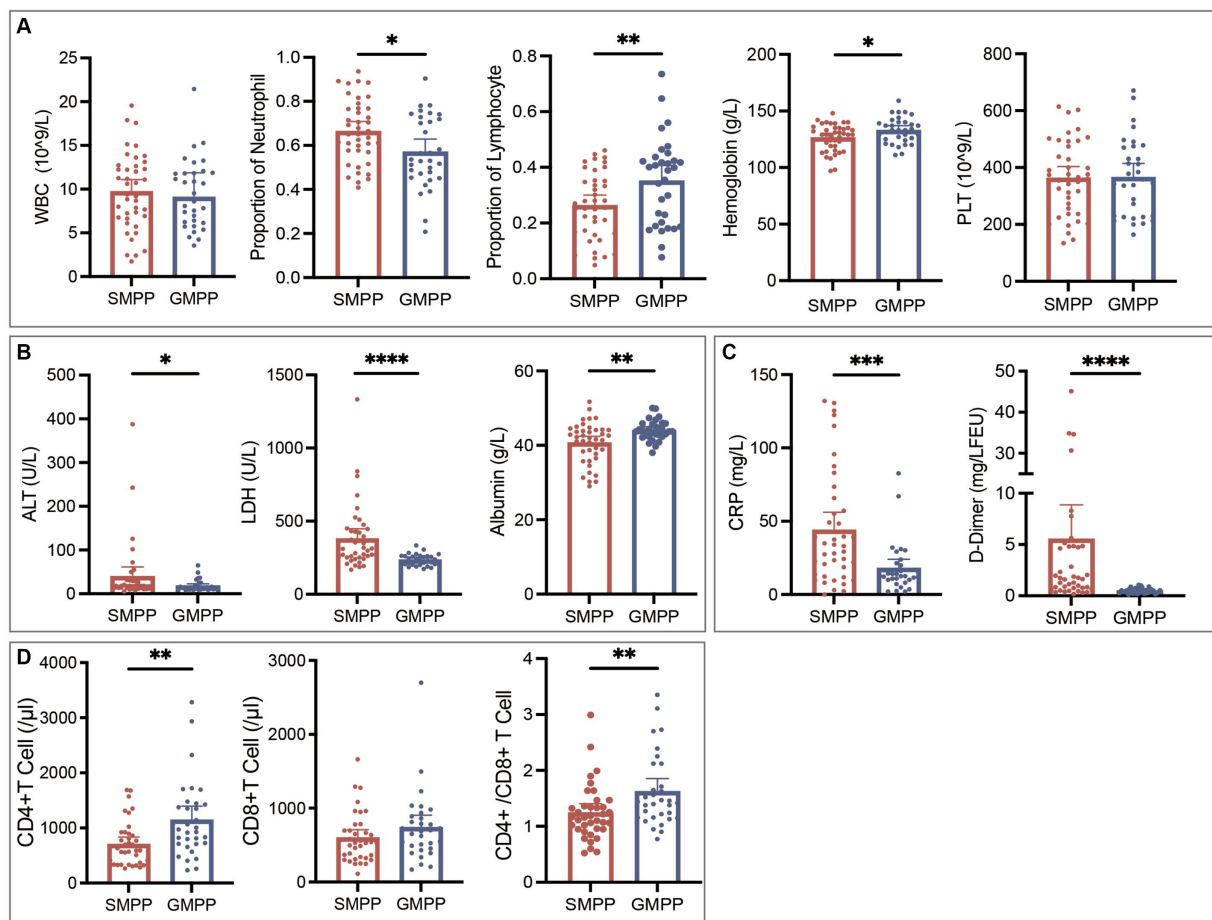 A
WBC (10^9/L)
25
20
15
10
5
0
SMPP GMPP
*
Proportion of Neutrophil
1.0
0.8
0.6
0.4
0.2
0.0
SMPP GMPP
**
Proportion of Lymphocyte
0.8
0.6
0.4
0.2
0.0
SMPP GMPP
*
Hemoglobin (g/L)
200
150
100
50
0
SMPP GMPP
PLT (10^9/L)
800
600
400
200
0
SMPP GMPP
B
*
ALT (U/L)
500
400
300
200
100
0
SMPP GMPP
****
LDH (U/L)
1500
1000
500
0
SMPP GMPP
**
Albumin (g/L)
60
40
20
0
SMPP GMPP
C
***
CRP (mg/L)
150
100
50
0
SMPP GMPP
****
D-Dimer (mg/LFEU)
50
40
30
10
5
0
SMPP GMPP
D
**
CD4+T Cell (/µl)
4000
3000
2000
1000
0
SMPP GMPP
CD8+T Cell (/µl)
3000
2000
1000
0
SMPP GMPP
**
CD4+ /CD8+ T Cell
4
3
2
1
0
SMPP GMPP